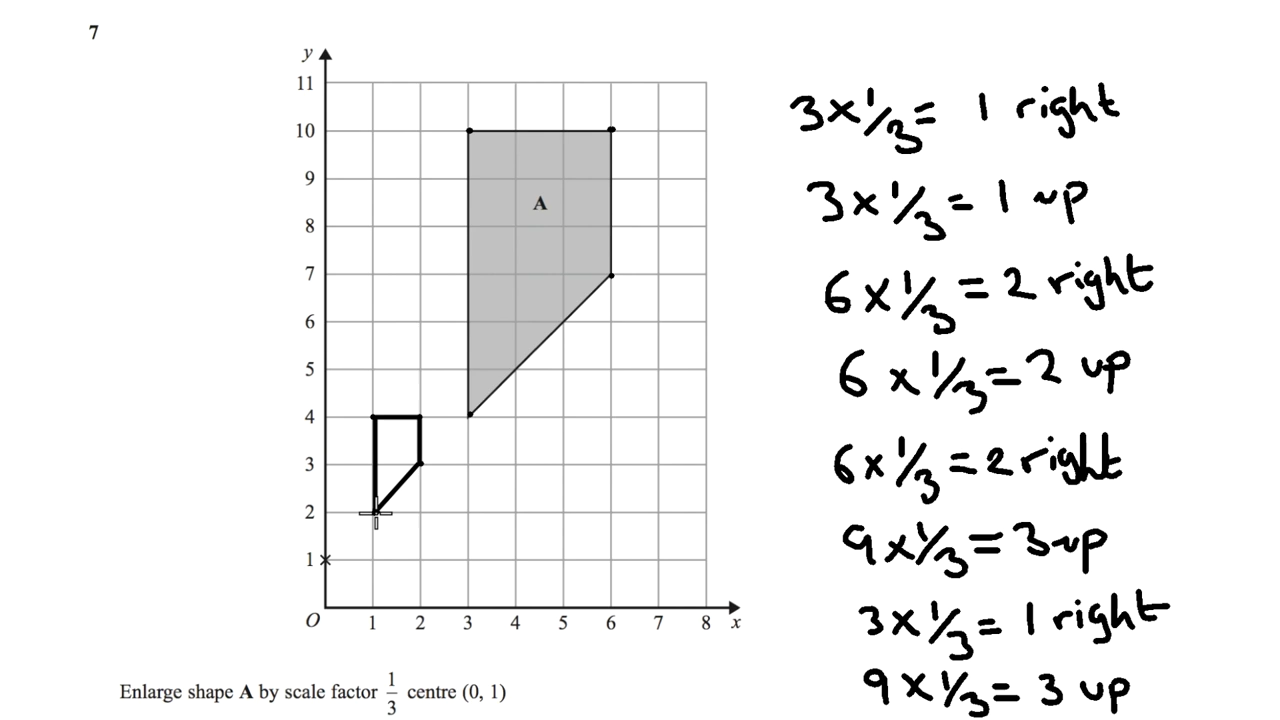 7
y
11
10
9
8
7
6
5
4
3
2
1
O
1 2 3 4 5 6 7 8 x
A
Enlarge shape A by scale factor 1/3 centre (0, 1)
3 x 1/3 = 1 right
3 x 1/3 = 1 up
6 x 1/3 = 2 right
6 x 1/3 = 2 up
6 x 1/3 = 2 right
9 x 1/3 = 3 up
3 x 1/3 = 1 right
9 x 1/3 = 3 up